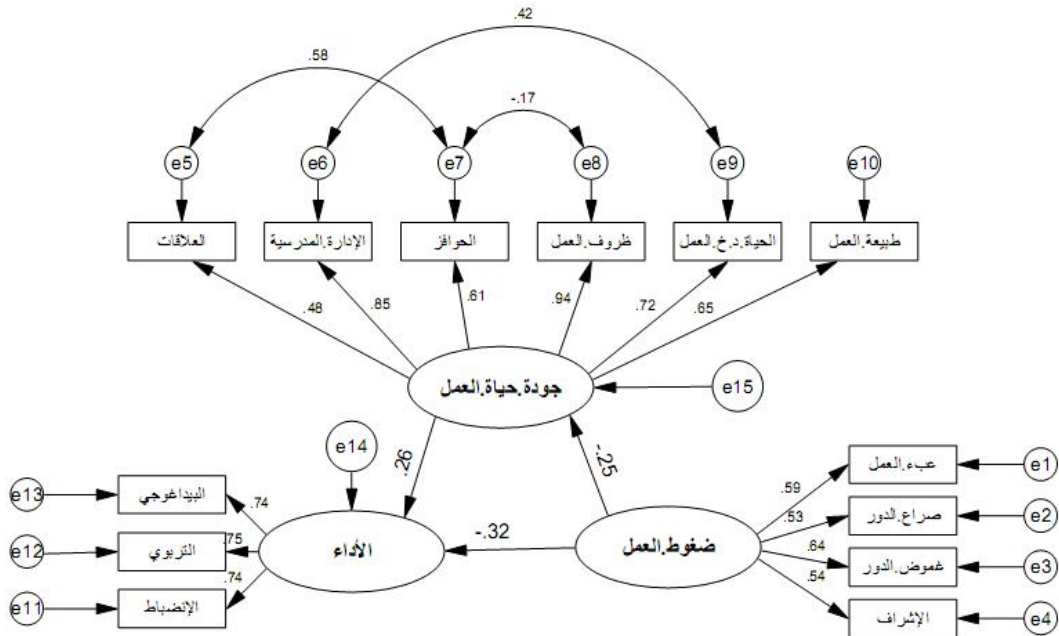 .42
.58
-.17
e5
e6
e7
e8
e9
e10
العلاقات
الإدارة.المدرسية
الحوافز
ظروف.العمل
الحياة.د.خ.العمل
طبيعة.العمل
.48
.85
.61
.94
.72
.65
جودة.حياة.العمل
e15
e14
.26
-.25
e13
البيداغوجي
.74
e12
التربوي
.75
e11
الإنضباط
.74
الأداء
-.32
ضغوط.العمل
.59
عبء.العمل
e1
.53
صراع.الدور
e2
.64
غموض.الدور
e3
.54
الإشراف
e4